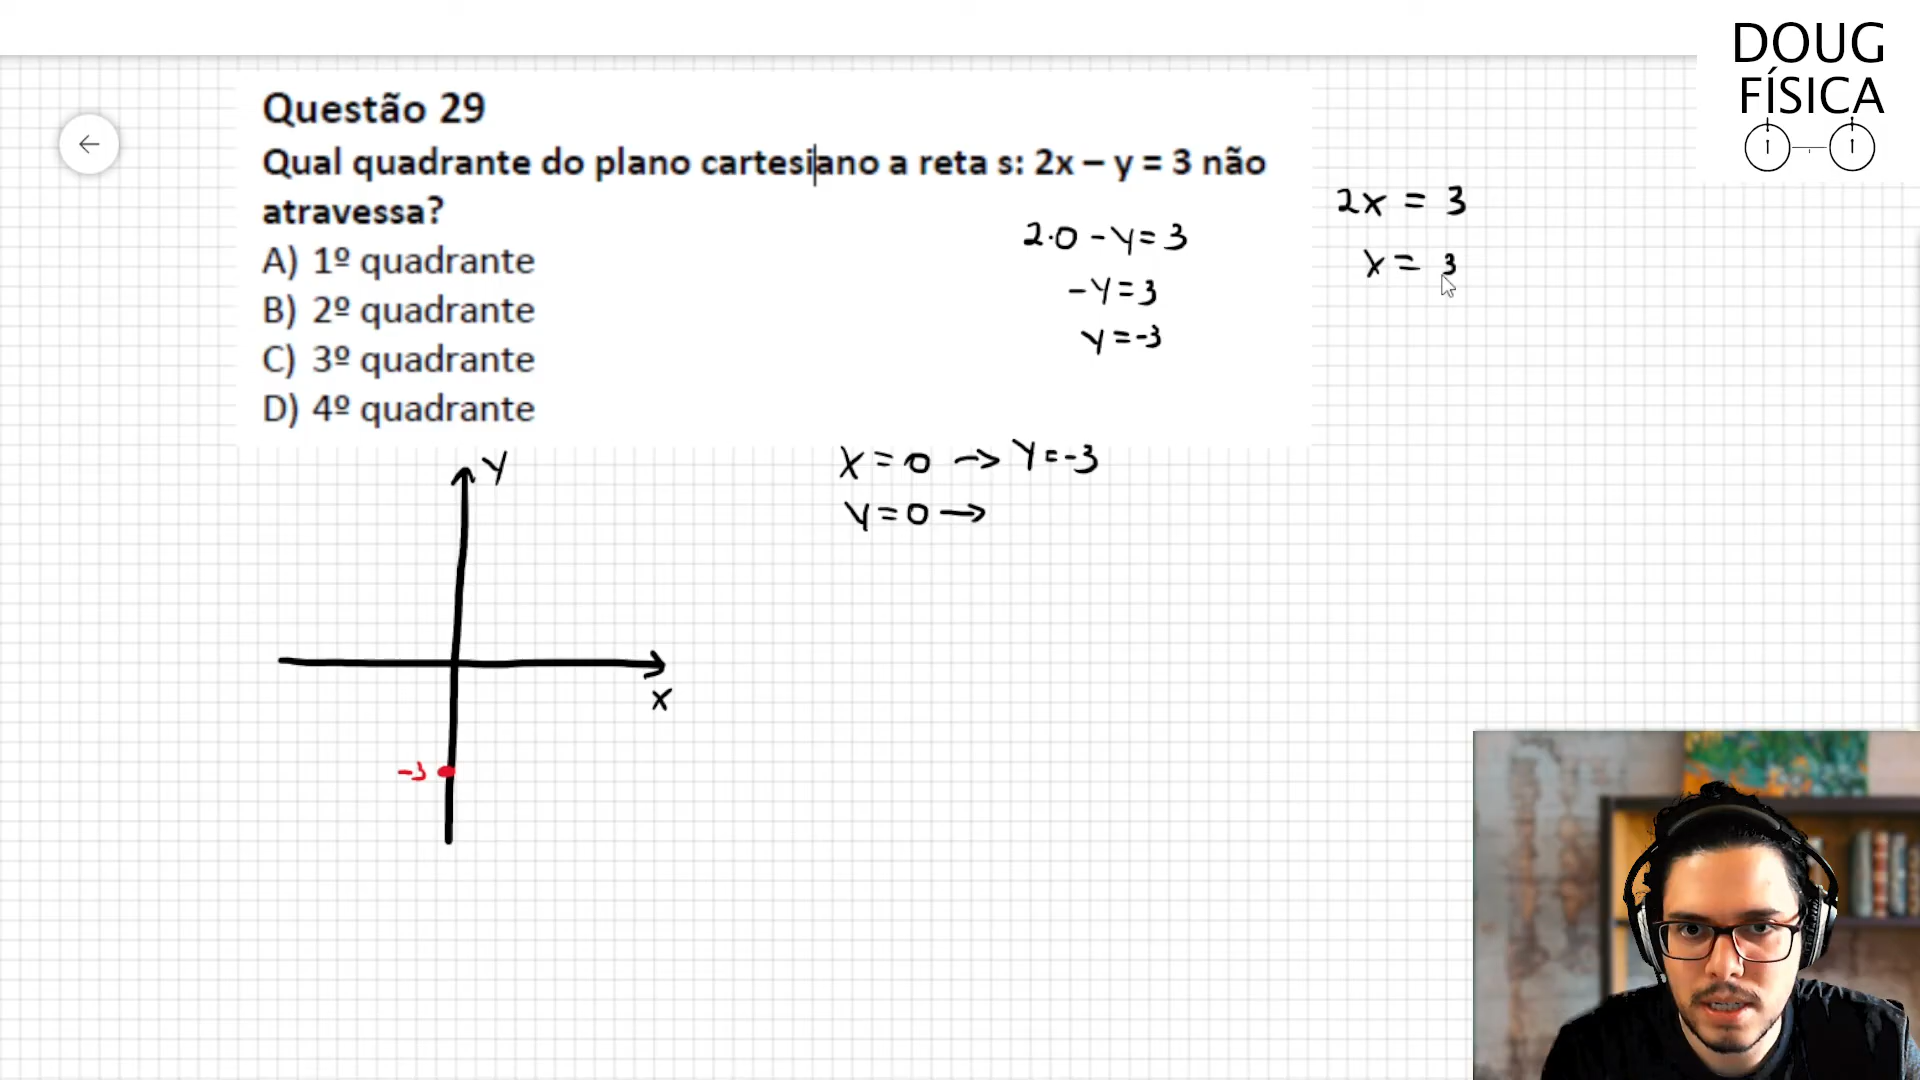 DOUG
FÍSICA
Questão 29
Qual quadrante do plano cartesiano a reta s: 2x – y = 3 não
atravessa?
A) 1º quadrante
B) 2º quadrante
C) 3º quadrante
D) 4º quadrante
2·0 - y = 3
- y = 3
y = -3
2x = 3
x = 3
x = 0 → y = -3
y = 0 →
y
x
-3